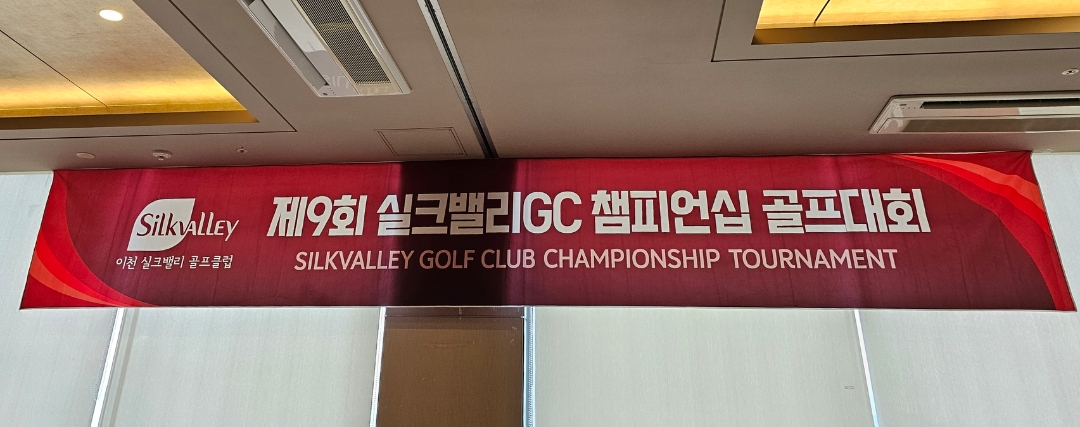 Silkvalley
이천 실크밸리 골프클럽
제9회 실크밸리GC 챔피언십 골프대회
SILKVALLEY GOLF CLUB CHAMPIONSHIP TOURNAMENT